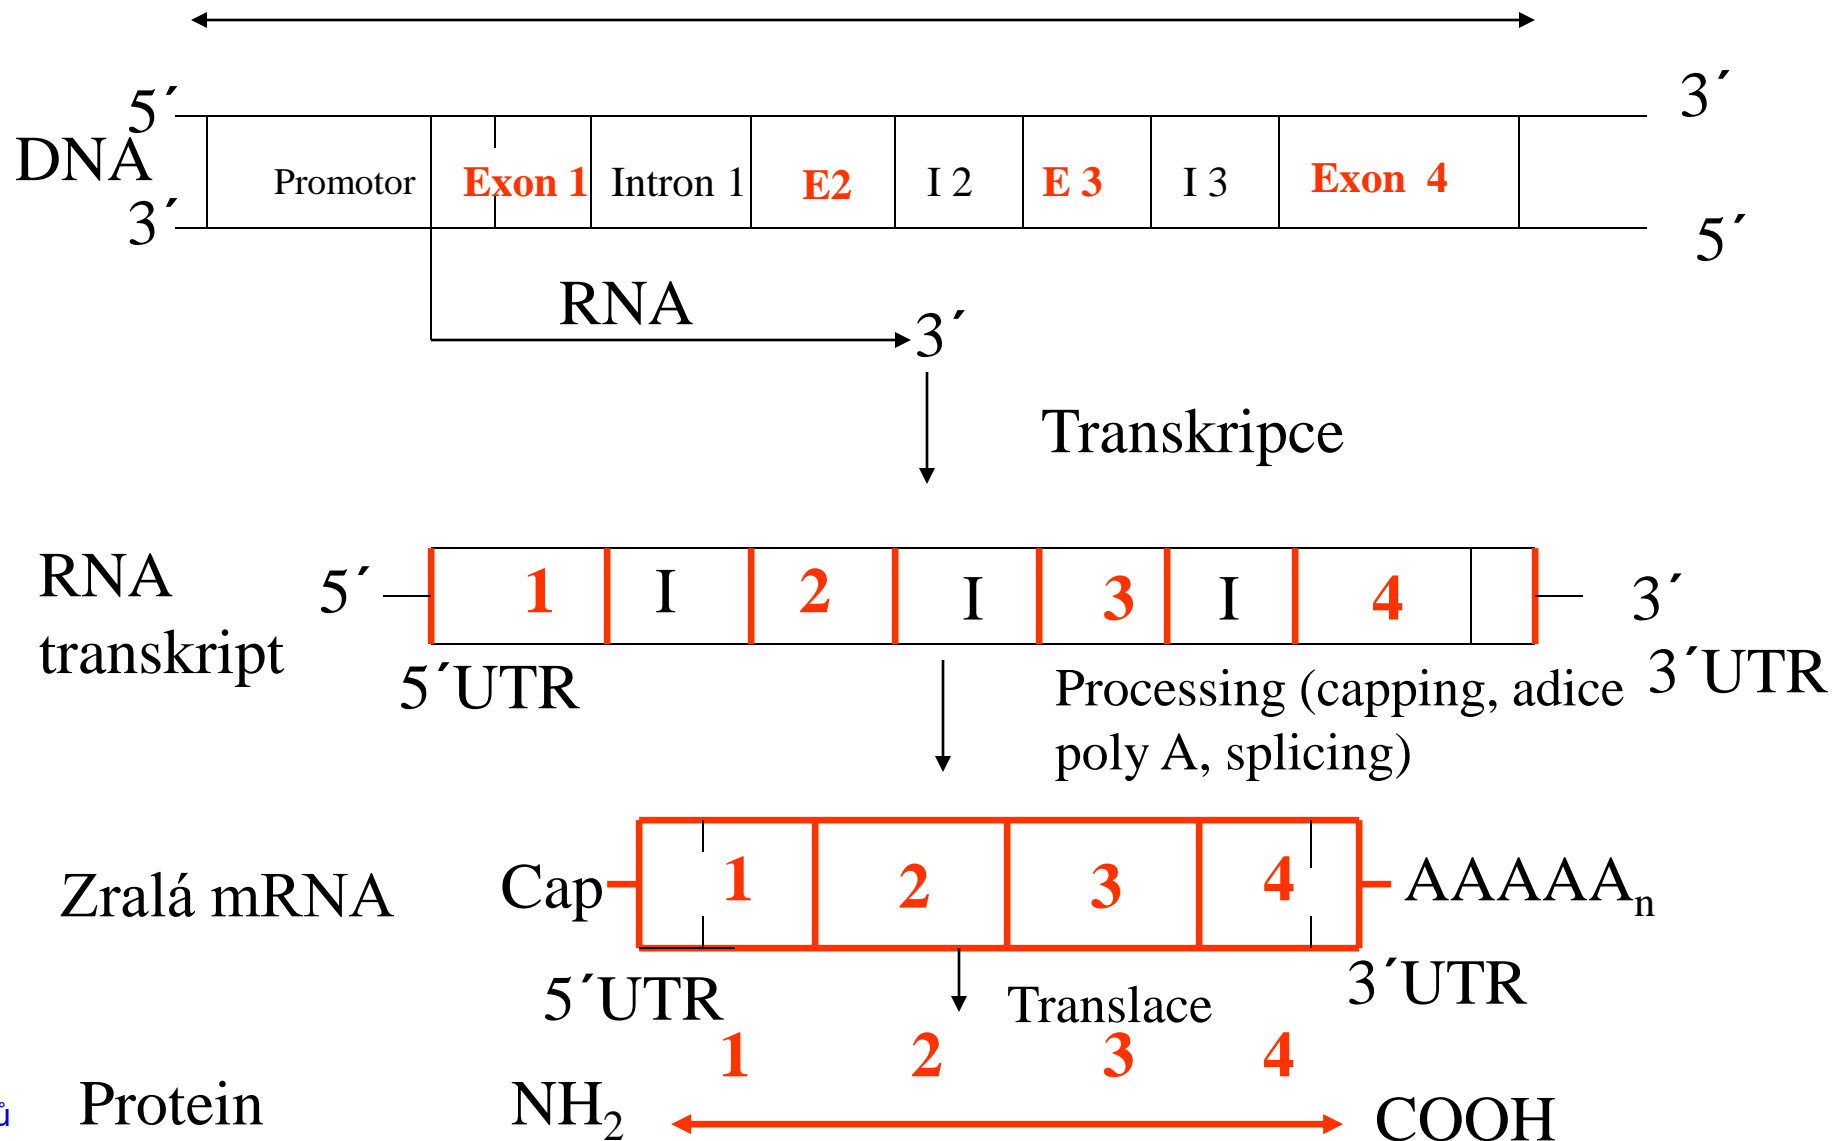 5´ 3´
DNA
Promotor Exon 1 Intron 1 E2 I 2 E 3 I 3 Exon 4
3´ 5´
RNA
3´
Transkripce
RNA
transkript
5´ 1 I 2 I 3 I 4 3´
5´UTR 3´UTR
Processing (capping, adice
poly A, splicing)
Zralá mRNA Cap 1 2 3 4 AAAAAn
5´UTR 3´UTR
Translace
1 2 3 4
ů
Protein NH2 COOH